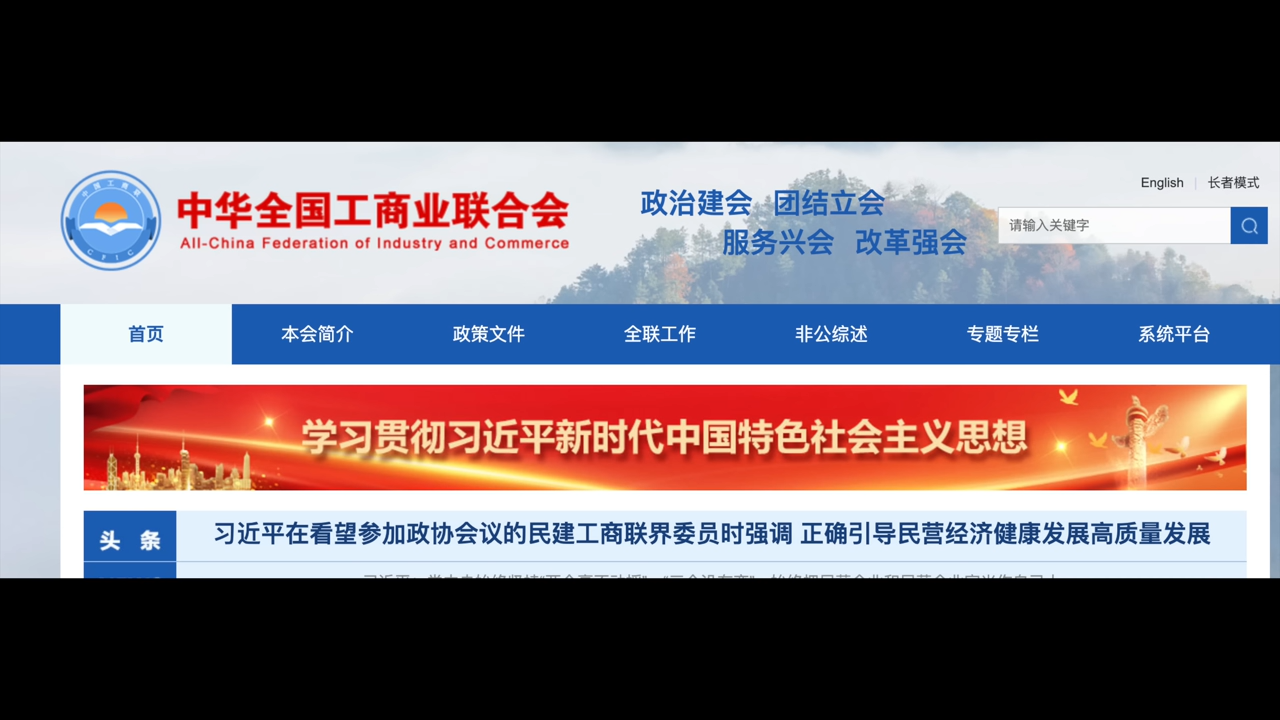 中国工商联
CFIC
中华全国工商业联合会
All-China Federation of Industry and Commerce
政治建会 团结立会
服务兴会 改革强会
English 长者模式
请输入关键字
首页 本会简介 政策文件 全联工作 非公综述 专题专栏 系统平台
学习贯彻习近平新时代中国特色社会主义思想
头条 习近平在看望参加政协会议的民建工商联界委员时强调 正确引导民营经济健康发展高质量发展